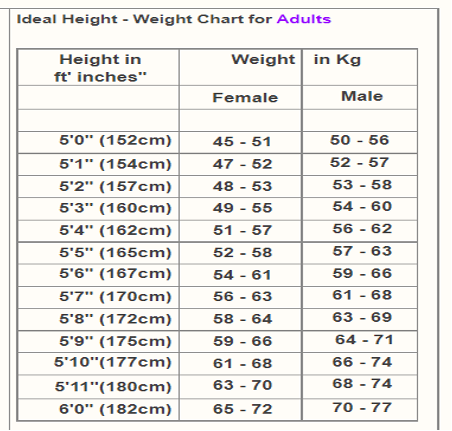 Ideal Height - Weight Chart for Adults
Height in ft' inches" Weight in Kg
Female Male
5'0" (152cm) 45 - 51 50 - 56
5'1" (154cm) 47 - 52 52 - 57
5'2" (157cm) 48 - 53 53 - 58
5'3" (160cm) 49 - 55 54 - 60
5'4" (162cm) 51 - 57 56 - 62
5'5" (165cm) 52 - 58 57 - 63
5'6" (167cm) 54 - 61 59 - 66
5'7" (170cm) 56 - 63 61 - 68
5'8" (172cm) 58 - 64 63 - 69
5'9" (175cm) 59 - 66 64 - 71
5'10"(177cm) 61 - 68 66 - 74
5'11"(180cm) 63 - 70 68 - 74
6'0" (182cm) 65 - 72 70 - 77